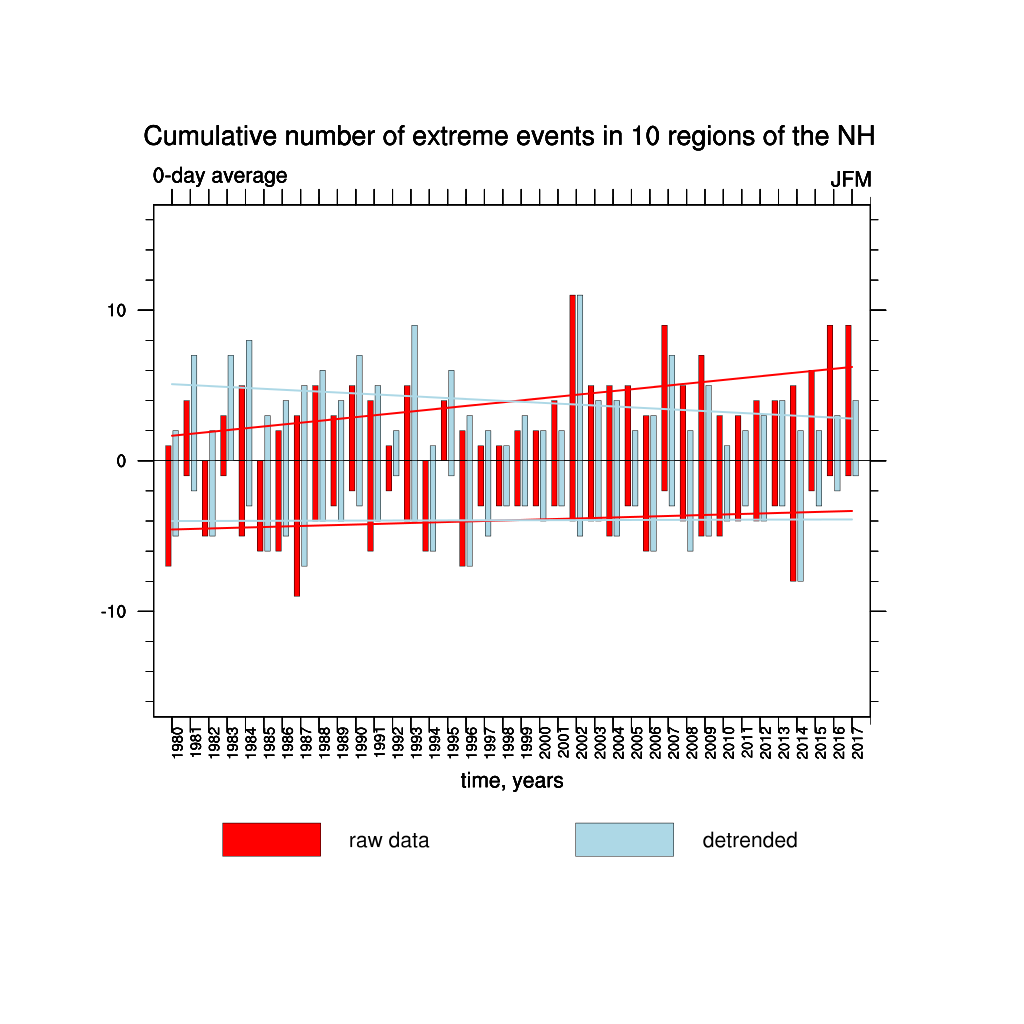 Cumulative number of extreme events in 10 regions of the NH
0-day average
JFM
10
0
-10
1980 1981 1982 1983 1984 1985 1986 1987 1988 1989 1990 1991 1992 1993 1994 1995 1996 1997 1998 1999 2000 2001 2002 2003 2004 2005 2006 2007 2008 2009 2010 2011 2012 2013 2014 2015 2016 2017
time, years
raw data
detrended